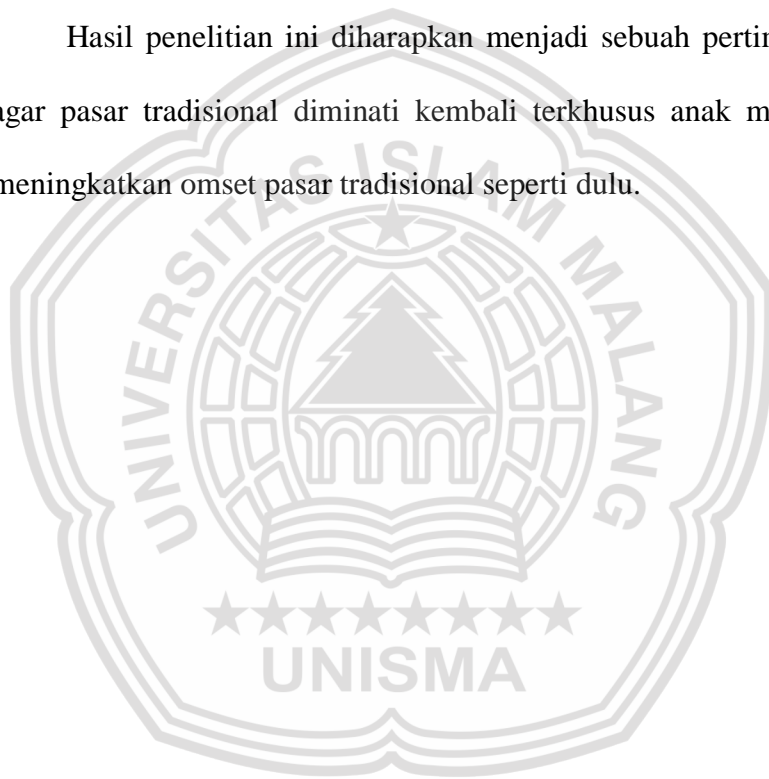 Hasil penelitian ini diharapkan menjadi sebuah
agar pasar tradisional diminati kembali terkhusus anak
meningkatkan omset pasar tradisional seperti dulu.
UNIVERSITAS ISLAM MALANG
UNISMA